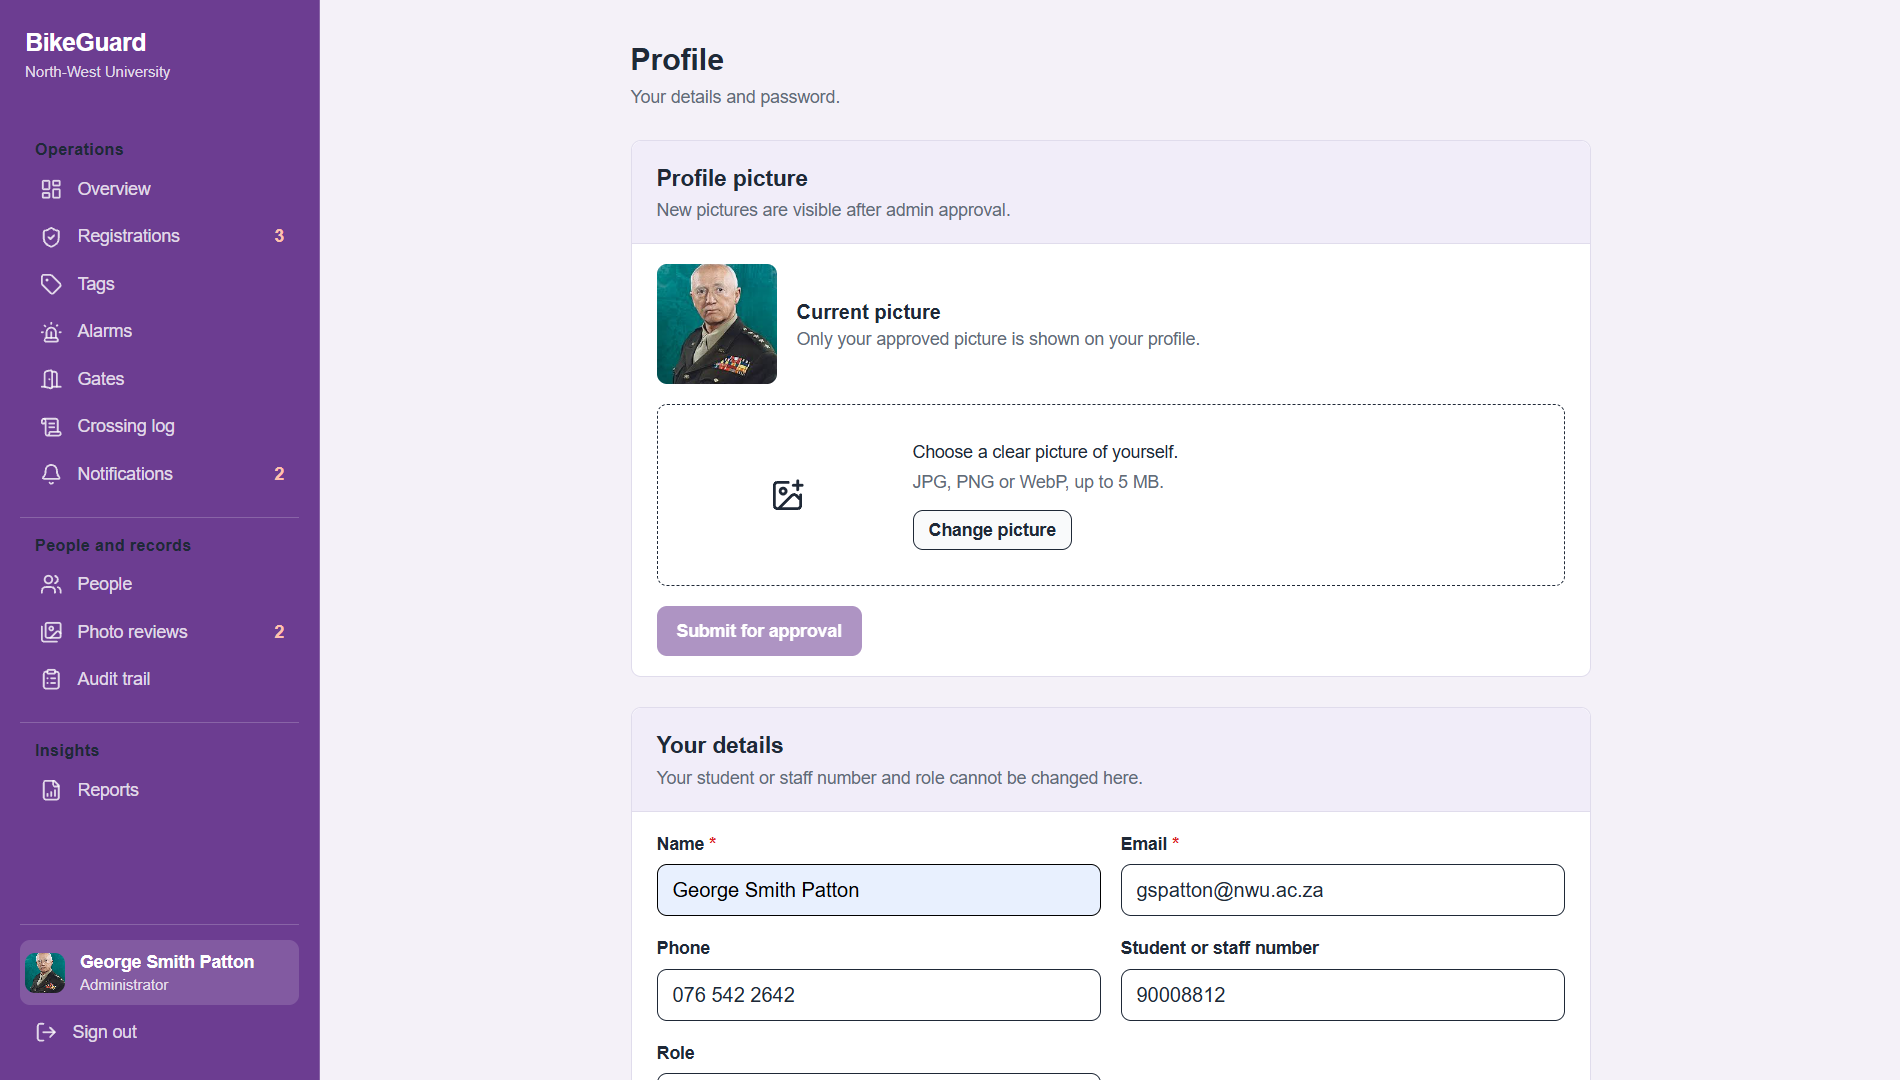 BikeGuard
North-West University
Operations
Overview
Registrations 3
Tags
Alarms
Gates
Crossing log
Notifications 2
People and records
People
Photo reviews 2
Audit trail
Insights
Reports
George Smith Patton
Administrator
Sign out
Profile
Your details and password.
Profile picture
New pictures are visible after admin approval.
Current picture
Only your approved picture is shown on your profile.
Choose a clear picture of yourself.
JPG, PNG or WebP, up to 5 MB.
Change picture
Submit for approval
Your details
Your student or staff number and role cannot be changed here.
Name * Email *
George Smith Patton gspatton@nwu.ac.za
Phone Student or staff number
076 542 2642 90008812
Role